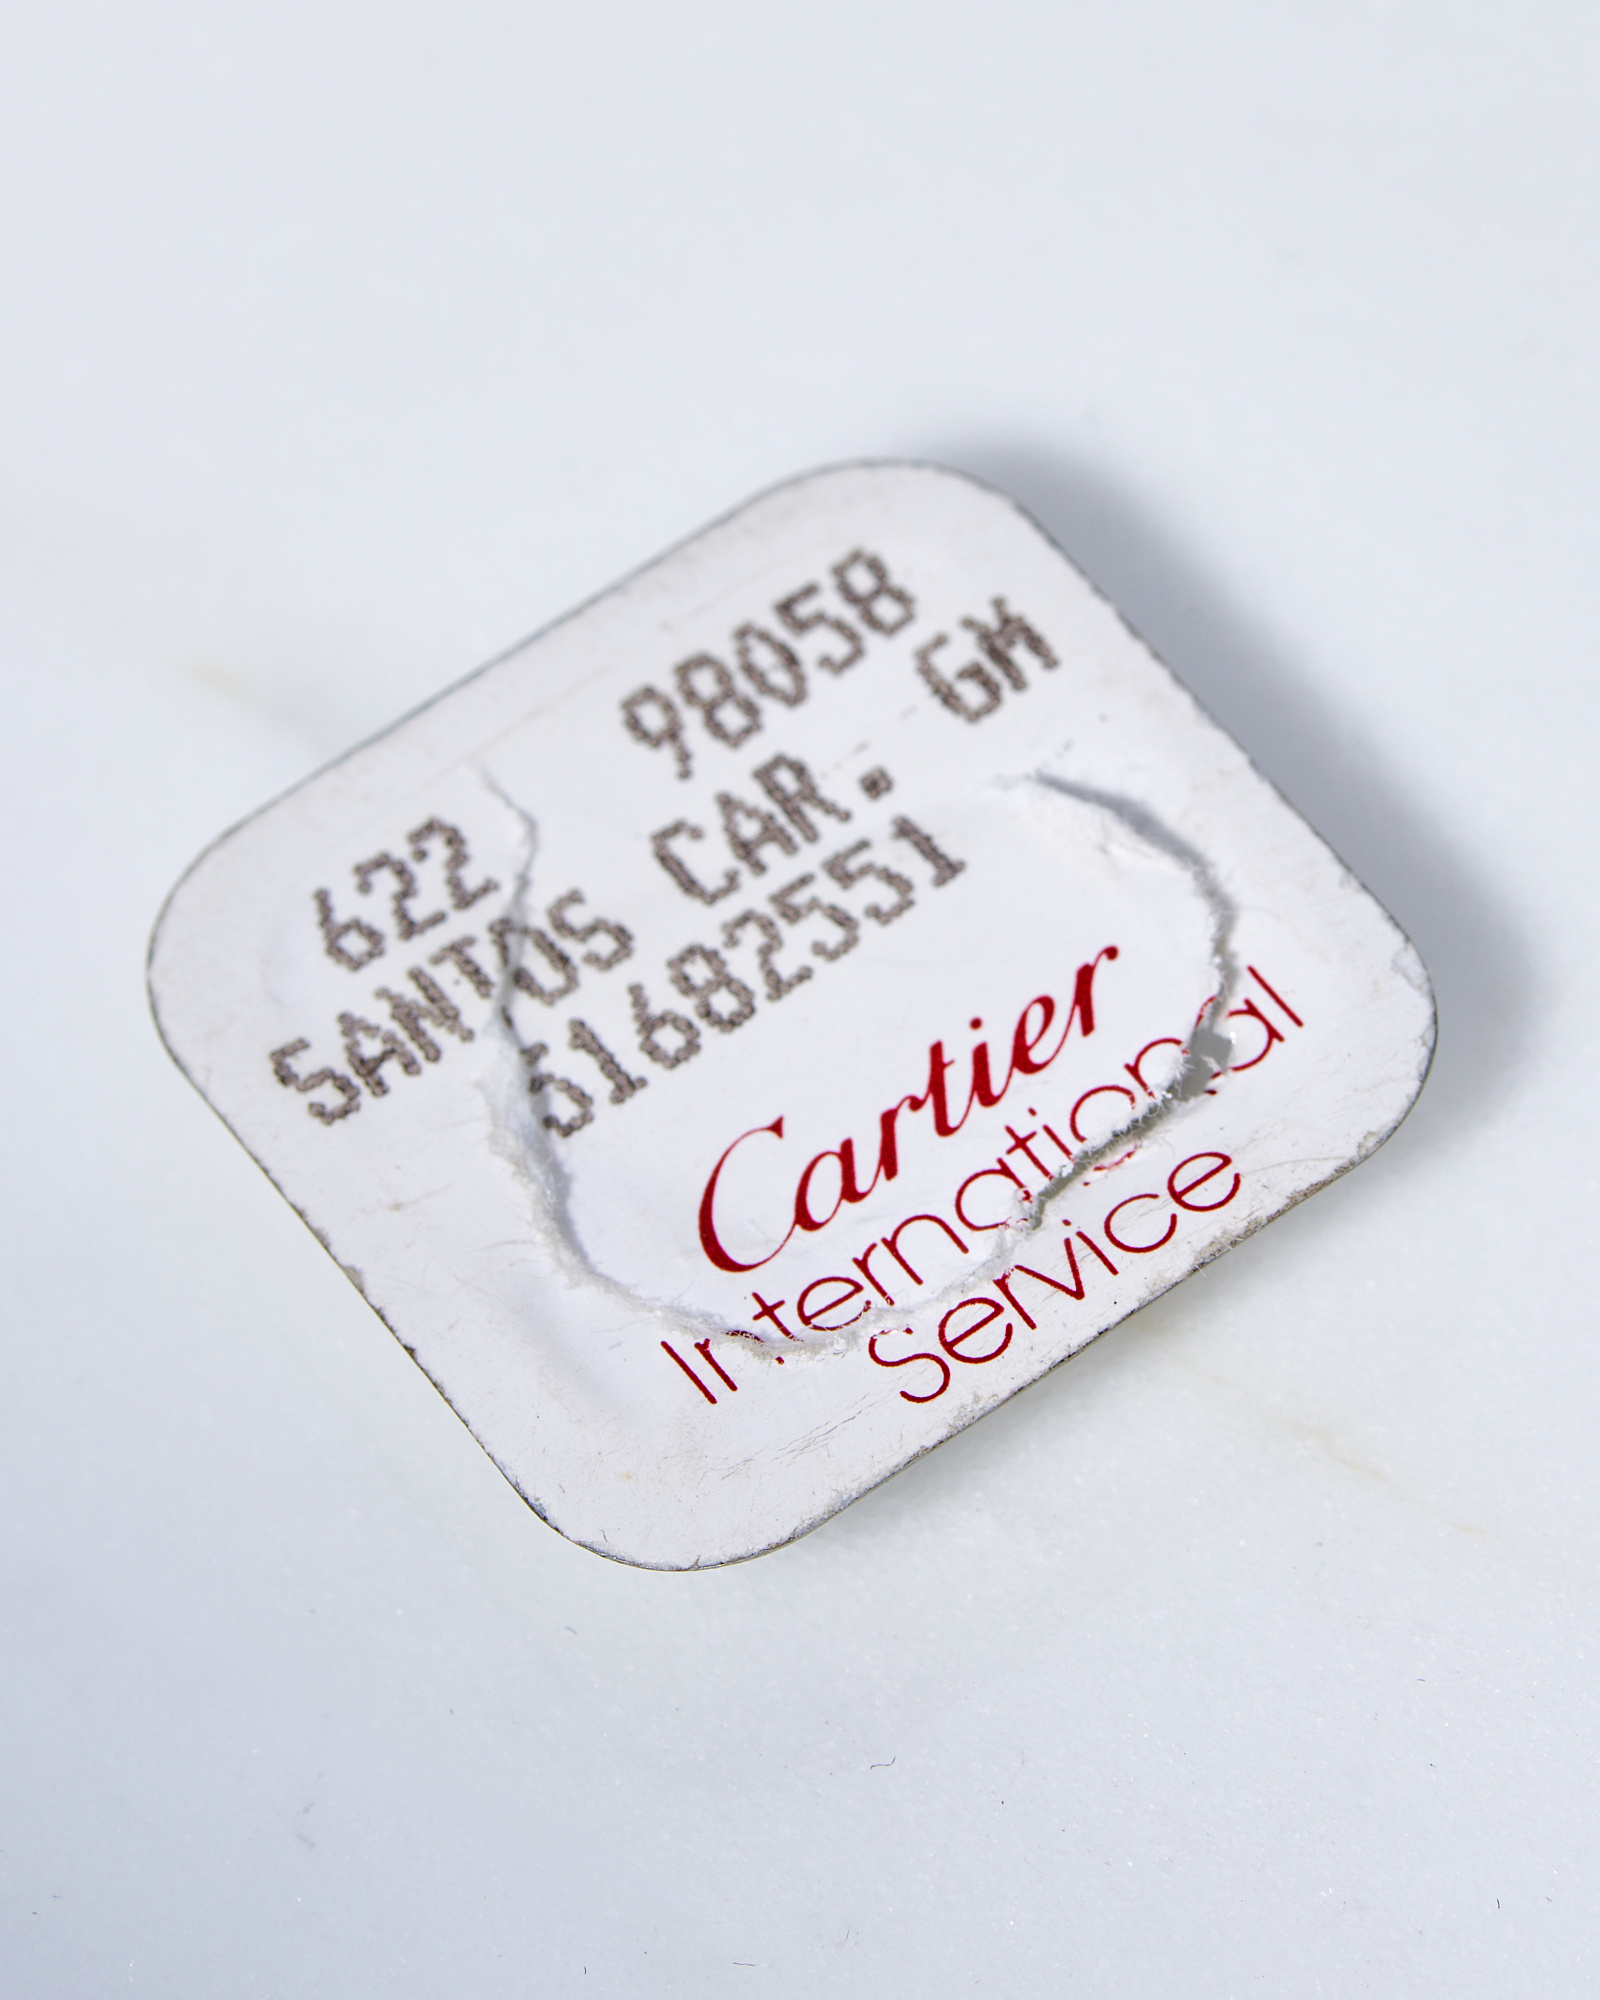 622 98058
SANTOS CAR. GM
51682551
Cartier
International
Service